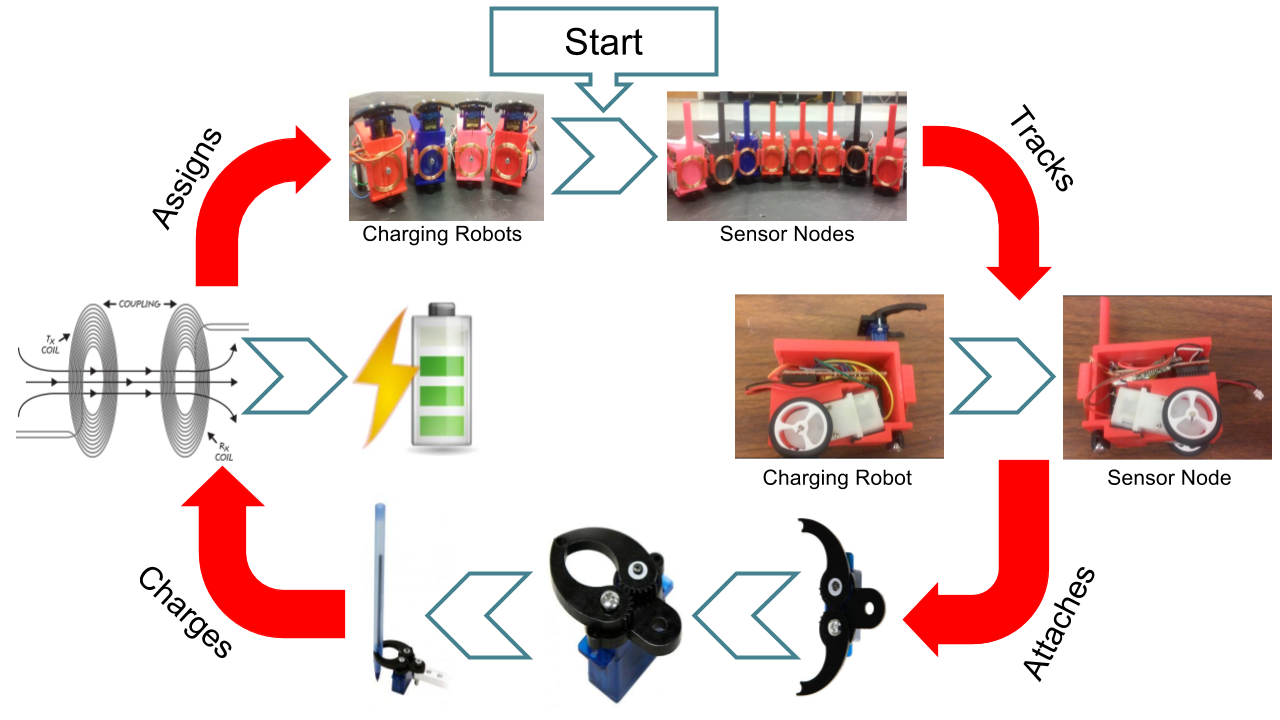 Start
Assigns
Tracks
Charging Robots
Sensor Nodes
COUPLING
TX
COIL
RX
COIL
Charging Robot
Sensor Node
Charges
Attaches